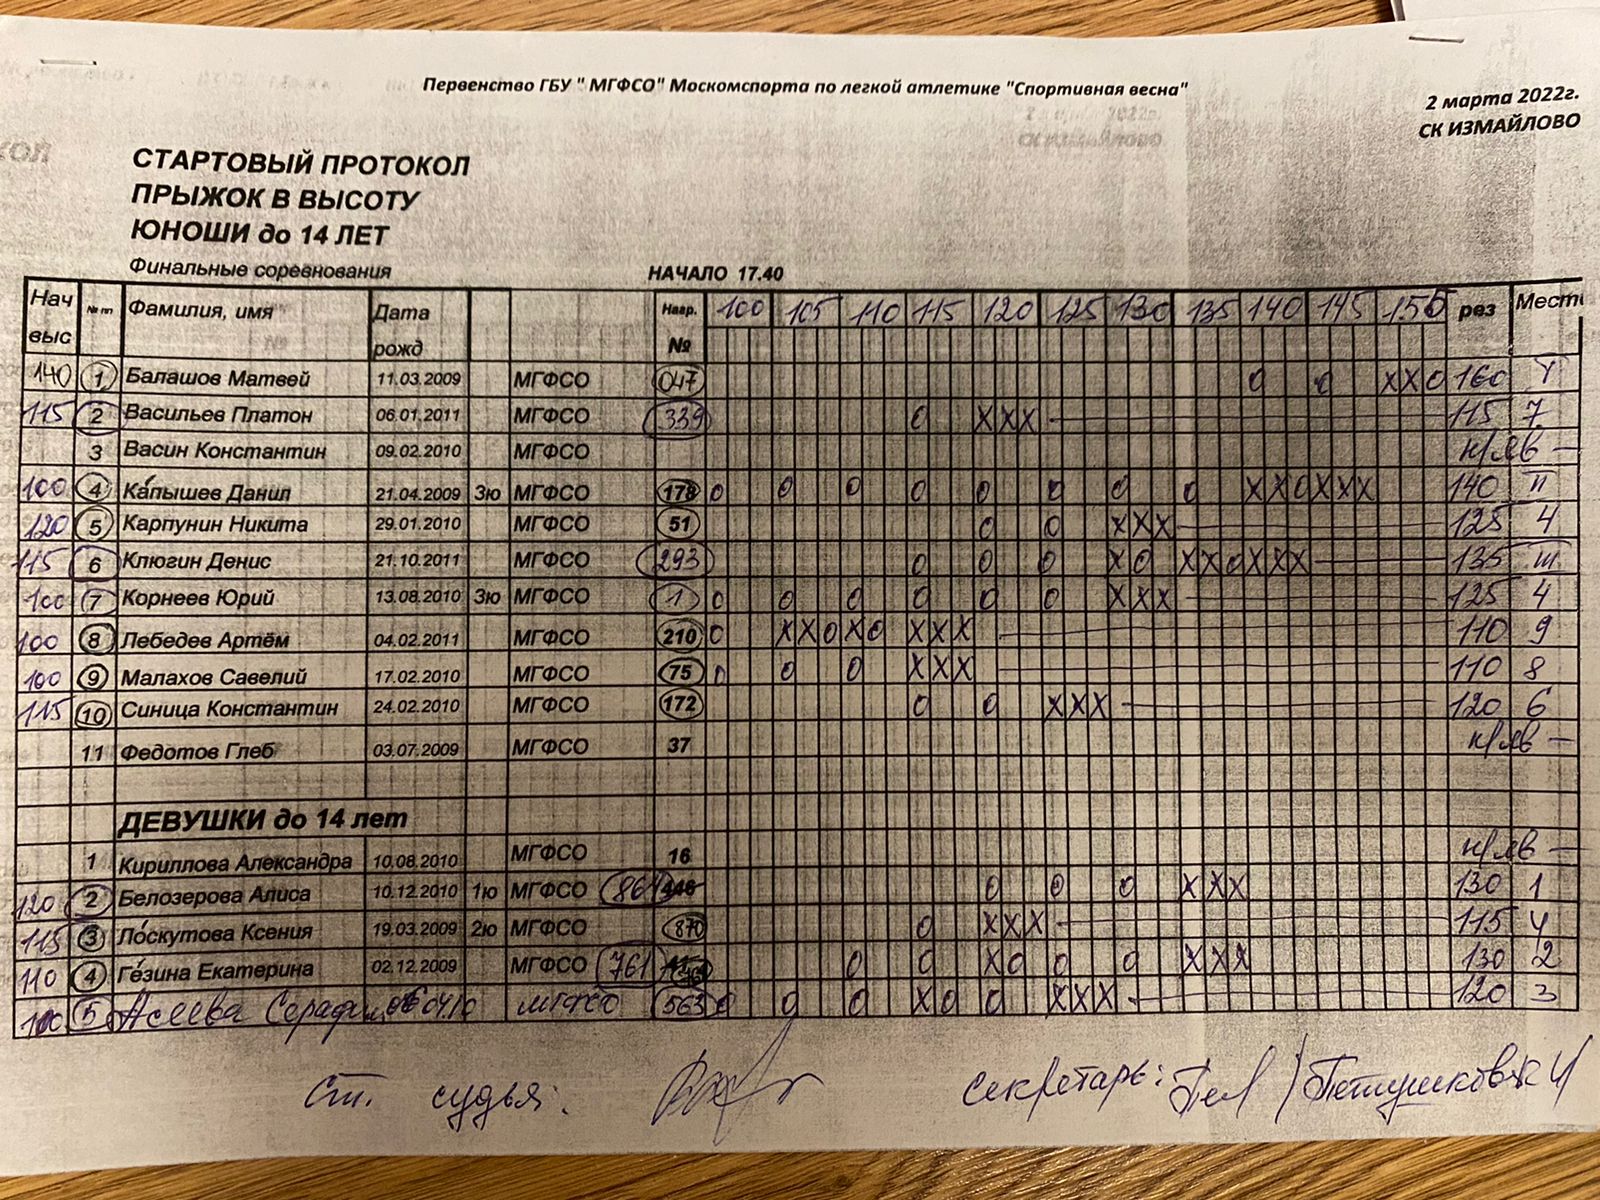 Первенство ГБУ " МГФСО" Москомспорта по легкой атлетике "Спортивная весна"
2 марта 2022г.
СК ИЗМАЙЛОВО
СТАРТОВЫЙ ПРОТОКОЛ
ПРЫЖОК В ВЫСОТУ
ЮНОШИ до 14 ЛЕТ
Финальные соревнования НАЧАЛО 17.40
Нач выс № пп Фамилия, имя Дата рожд Нагр. № 100 105 110 115 120 125 130 135 140 145 150 рез Место
140 1 Балашов Матвей 11.03.2009 МГФСО 047 0 0 XX0 160 I
115 2 Васильев Платон 06.01.2011 МГФСО 339 0 XXX 115 7
3 Васин Константин 09.02.2010 МГФСО н/яв —
100 4 Капышев Данил 21.04.2009 3ю МГФСО 178 0 0 0 0 0 0 0 0 XX0 XXX 140 II
120 5 Карпунин Никита 29.01.2010 МГФСО 51 0 0 XXX 125 4
115 6 Клюгин Денис 21.10.2011 МГФСО 293 0 0 0 X0 XX0 XXX 135 III
100 7 Корнеев Юрий 13.08.2010 3ю МГФСО 1 0 0 0 0 0 0 XXX 125 4
100 8 Лебедев Артём 04.02.2011 МГФСО 210 0 XX0 X0 XXX 110 9
100 9 Малахов Савелий 17.02.2010 МГФСО 75 0 0 0 XXX 110 8
115 10 Синица Константин 24.02.2010 МГФСО 172 0 0 XXX 120 6
11 Федотов Глеб 03.07.2009 МГФСО 37 н/яв —
ДЕВУШКИ до 14 лет
1 Кириллова Александра 10.08.2010 МГФСО 16 н/яв —
120 2 Белозерова Алиса 10.12.2010 1ю МГФСО 0 0 0 XXX 130 1
115 3 Лоскутова Ксения 19.03.2009 2ю МГФСО 870 0 XXX 115 4
110 4 Гезина Екатерина 02.12.2009 МГФСО 761 0 0 X0 0 0 XXX 130 2
100 5 Асеева 04.10 МГФСО 563 0 0 0 X0 0 XXX 120 3
Ст. судья: Секретарь: